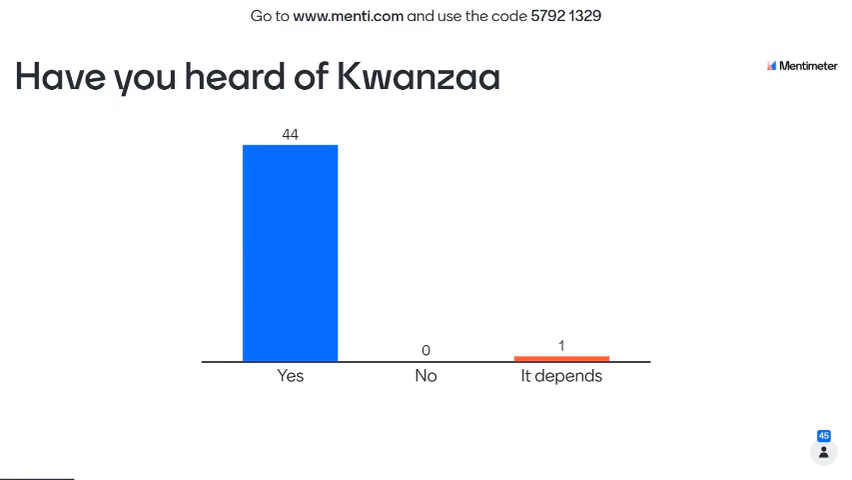 Go to www.menti.com and use the code 5792 1329
Have you heard of Kwanzaa
Mentimeter
44
0
1
Yes
No
It depends
45